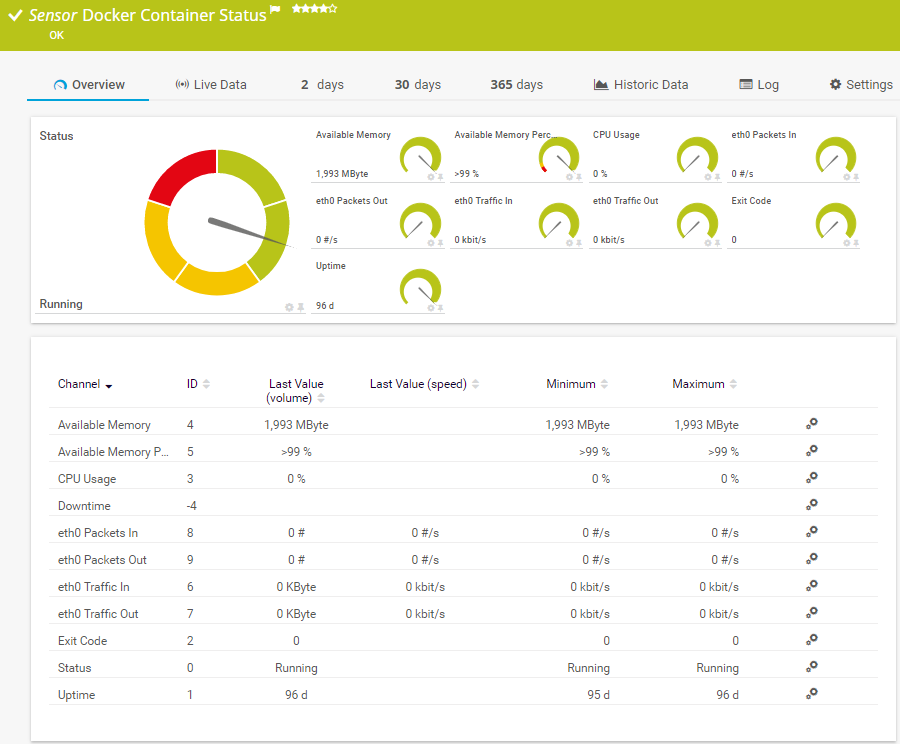 Sensor Docker Container Status
OK
Overview
Live Data
2 days
30 days
365 days
Historic Data
Log
Settings
Status
Running
Available Memory
1,993 MByte
Available Memory Perc...
>99 %
CPU Usage
0 %
eth0 Packets In
0 #/s
eth0 Packets Out
0 #/s
eth0 Traffic In
0 kbit/s
eth0 Traffic Out
0 kbit/s
Exit Code
0
Uptime
96 d
Channel ID Last Value (volume) Last Value (speed) Minimum Maximum
Available Memory 4 1,993 MByte 1,993 MByte 1,993 MByte
Available Memory P... 5 >99 % >99 % >99 %
CPU Usage 3 0 % 0 % 0 %
Downtime -4
eth0 Packets In 8 0 # 0 #/s 0 #/s 0 #/s
eth0 Packets Out 9 0 # 0 #/s 0 #/s 0 #/s
eth0 Traffic In 6 0 KByte 0 kbit/s 0 kbit/s 0 kbit/s
eth0 Traffic Out 7 0 KByte 0 kbit/s 0 kbit/s 0 kbit/s
Exit Code 2 0 0 0
Status 0 Running Running Running
Uptime 1 96 d 95 d 96 d